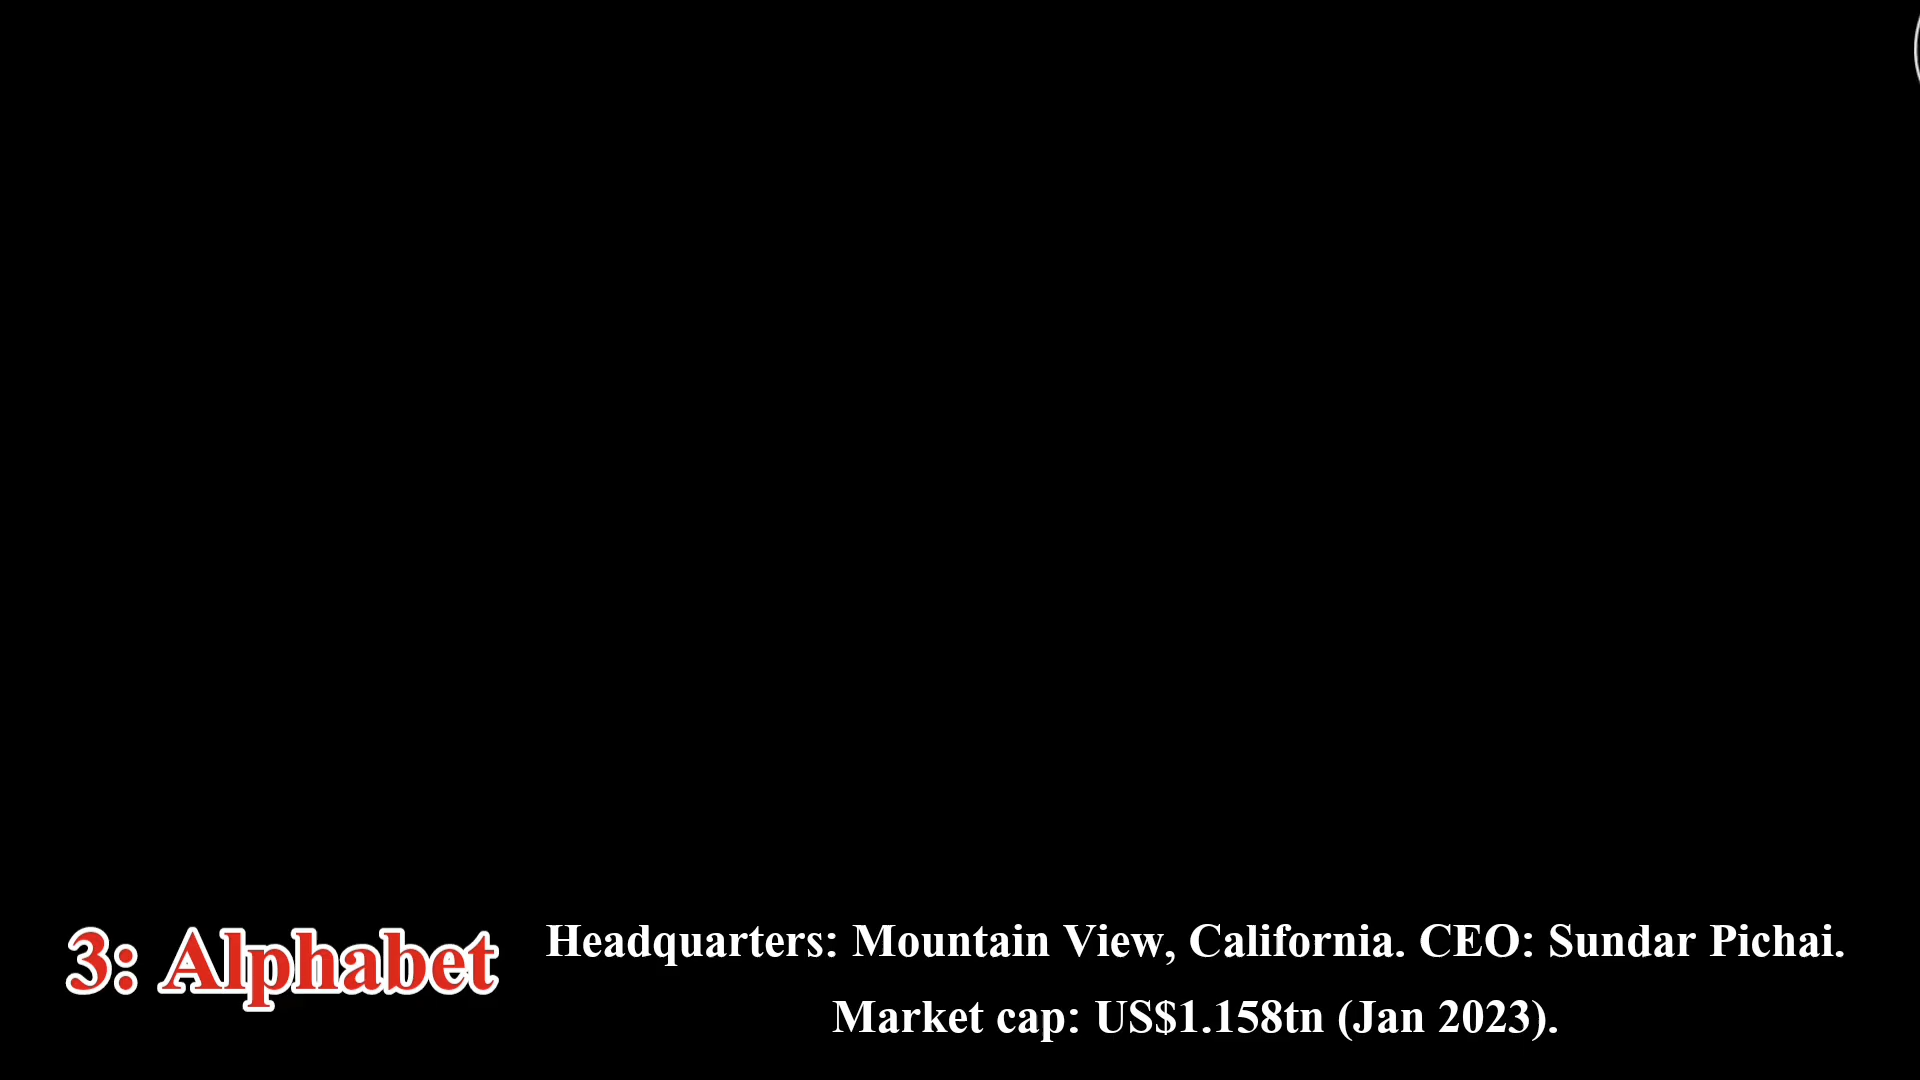 3: Alphabet
Headquarters: Mountain View, California. CEO: Sundar Pichai.
Market cap: US$1.158tn (Jan 2023).